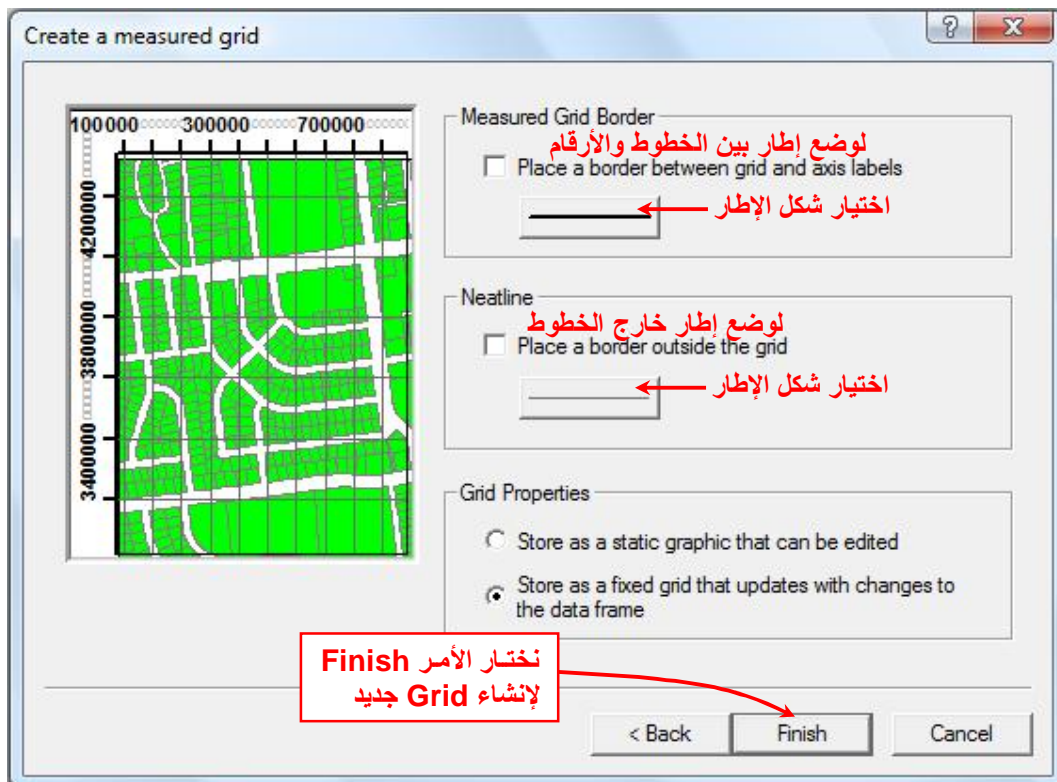 Create a measured grid
100000 300000 700000
4200000
3800000
3400000
Measured Grid Border
لوضع إطار بين الخطوط والأرقام
Place a border between grid and axis labels
اختيار شكل الإطار
Neatline
لوضع إطار خارج الخطوط
Place a border outside the grid
اختيار شكل الإطار
Grid Properties
Store as a static graphic that can be edited
Store as a fixed grid that updates with changes to
the data frame
نختار الأمر Finish
لإنشاء Grid جديد
< Back
Finish
Cancel